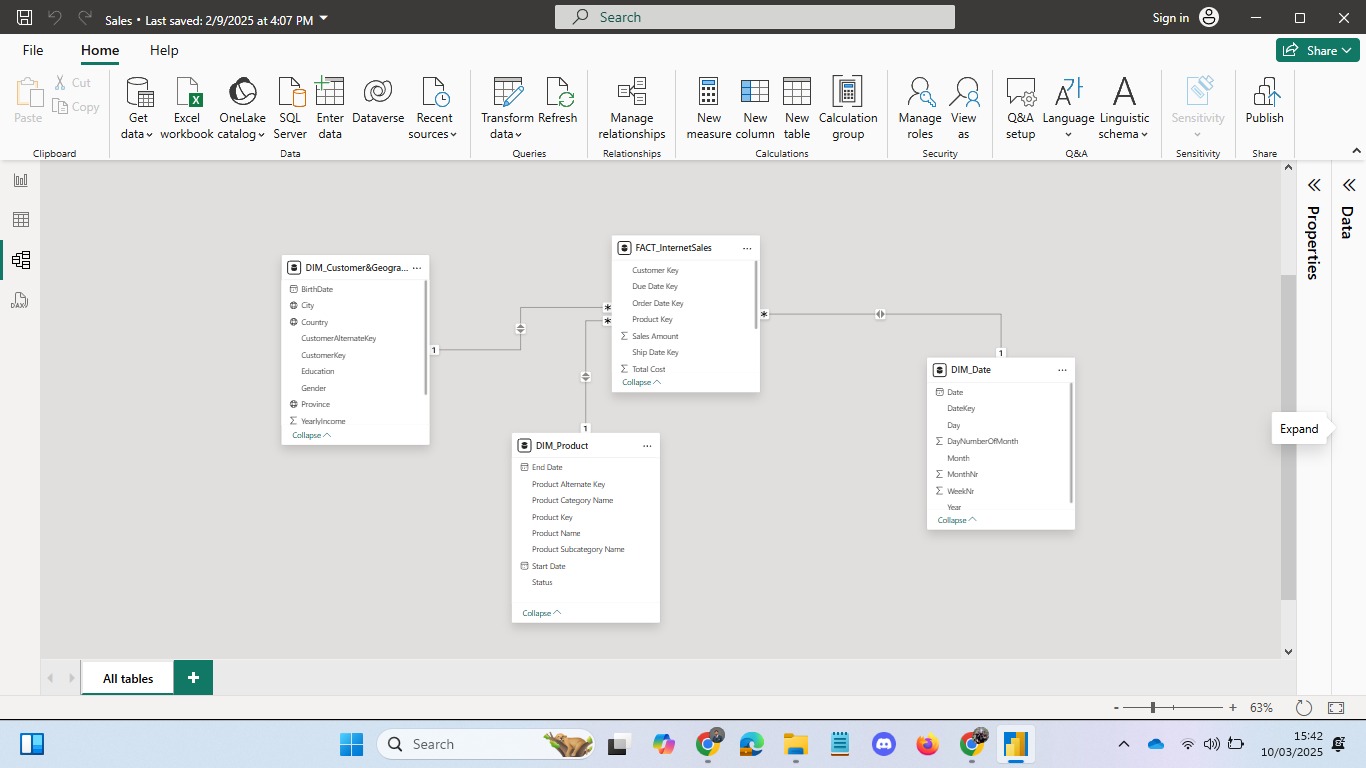 Sales • Last saved: 2/9/2025 at 4:07 PM
Search
Sign in
File
Home
Help
Share
Paste
Cut
Copy
Clipboard
Get data
Excel workbook
OneLake catalog
SQL Server
Enter data
Dataverse
Recent sources
Data
Transform data
Refresh
Queries
Manage relationships
Relationships
New measure
New column
New table
Calculation group
Calculations
Manage roles
View as
Security
Q&A setup
Language
Linguistic schema
Q&A
Sensitivity
Sensitivity
Publish
Share
DAX
DIM_Customer&Geogra...
BirthDate
City
Country
CustomerAlternateKey
CustomerKey
Education
Gender
Province
YearlyIncome
Collapse
1
*
*
FACT_InternetSales
Customer Key
Due Date Key
Order Date Key
Product Key
Sales Amount
Ship Date Key
Total Cost
Collapse
*
1
1
DIM_Product
End Date
Product Alternate Key
Product Category Name
Product Key
Product Name
Product Subcategory Name
Start Date
Status
Collapse
DIM_Date
Date
DateKey
Day
DayNumberOfMonth
Month
MonthNr
WeekNr
Year
Collapse
Properties
Data
Expand
All tables
+
- + 63%
Search
15:42
10/03/2025